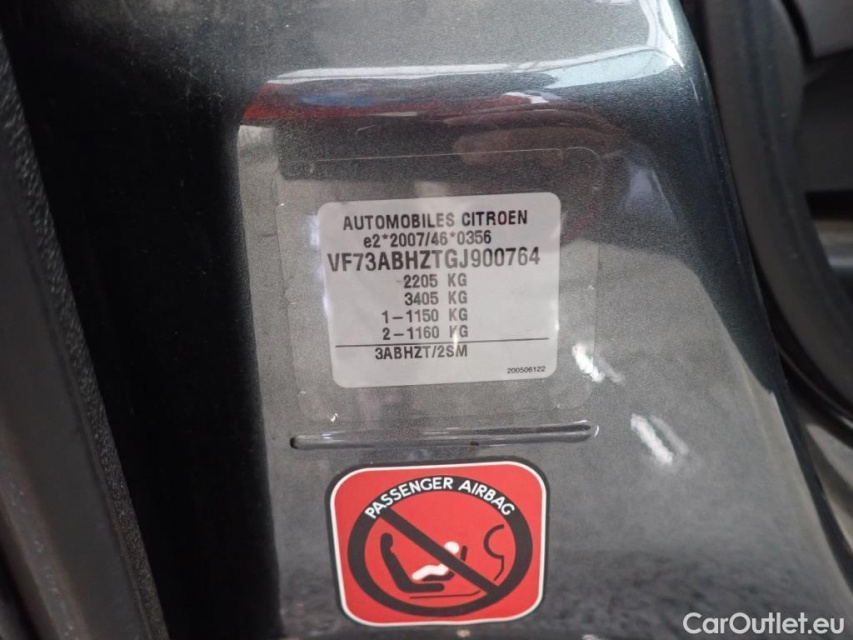 AUTOMOBILES CITROEN
e2*2007/46*0356
VF73ABHZTGJ900764
2205 KG
3405 KG
1-1150 KG
2-1160 KG
3ABHZT/2SM
200506122
PASSENGER AIRBAG
CarOutlet.eu